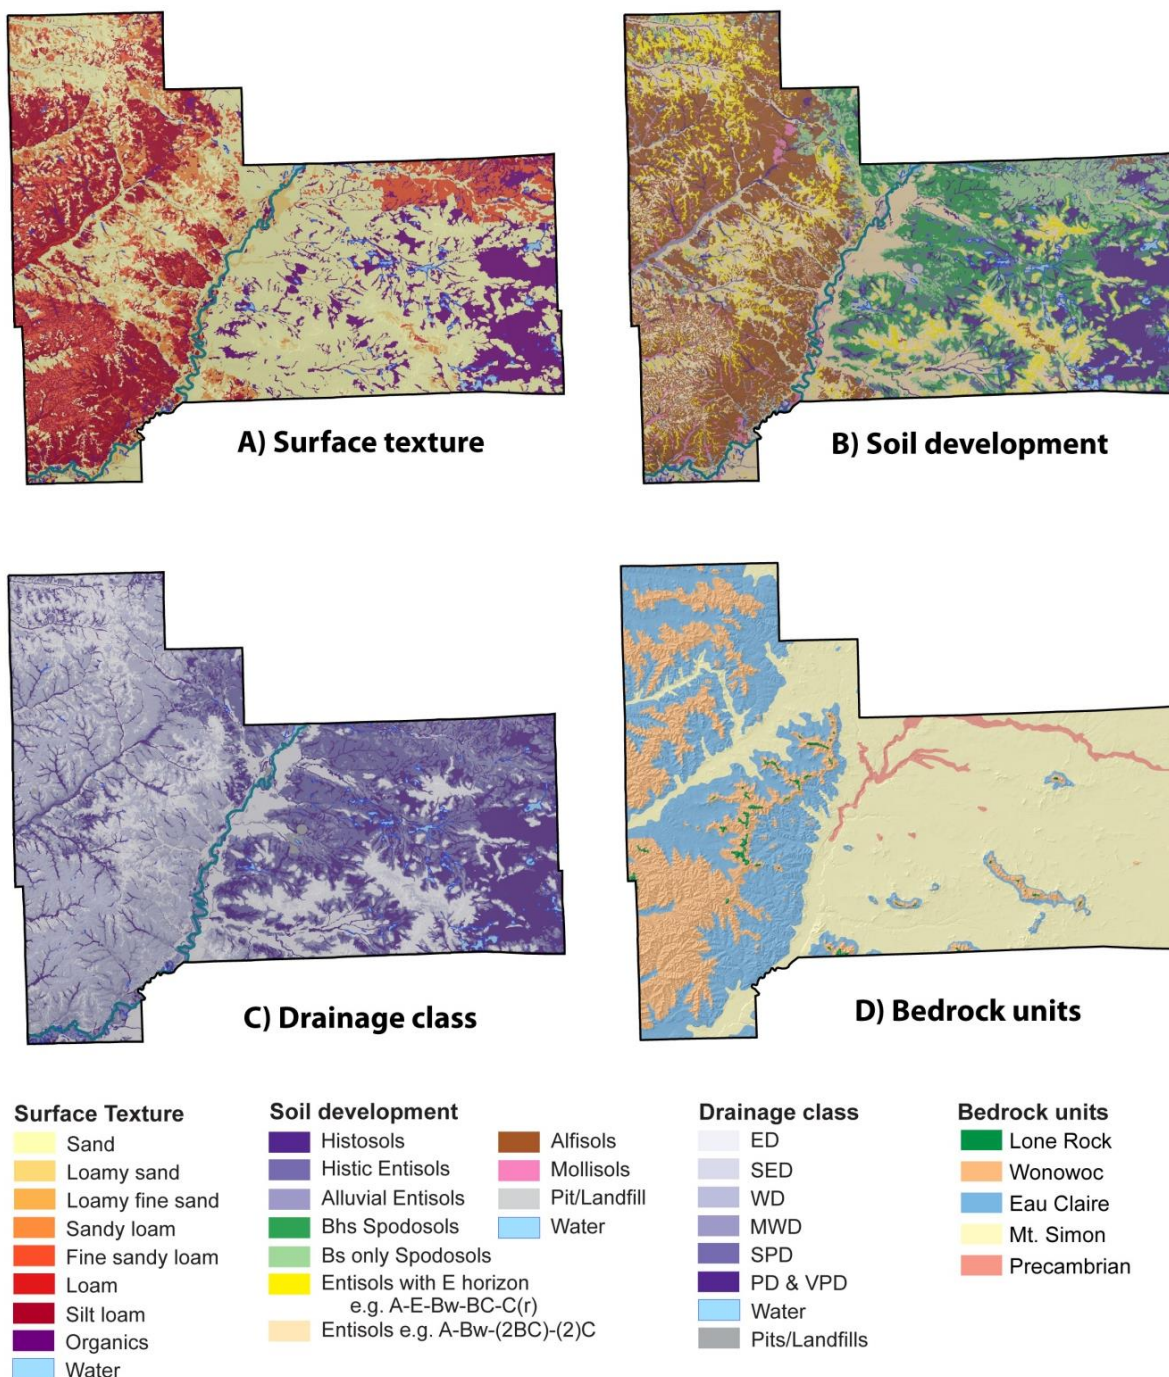 A) Surface texture
B) Soil development
C) Drainage class
D) Bedrock units
Surface Texture
Sand
Loamy sand
Loamy fine sand
Sandy loam
Fine sandy loam
Loam
Silt loam
Organics
Water
Soil development
Histosols
Histic Entisols
Alluvial Entisols
Bhs Spodosols
Bs only Spodosols
Entisols with E horizon
e.g. A-E-Bw-BC-C(r)
Entisols e.g. A-Bw-(2BC)-(2)C
Alfisols
Mollisols
Pit/Landfill
Water
Drainage class
ED
SED
WD
MWD
SPD
PD & VPD
Water
Pits/Landfills
Bedrock units
Lone Rock
Wonowoc
Eau Claire
Mt. Simon
Precambrian